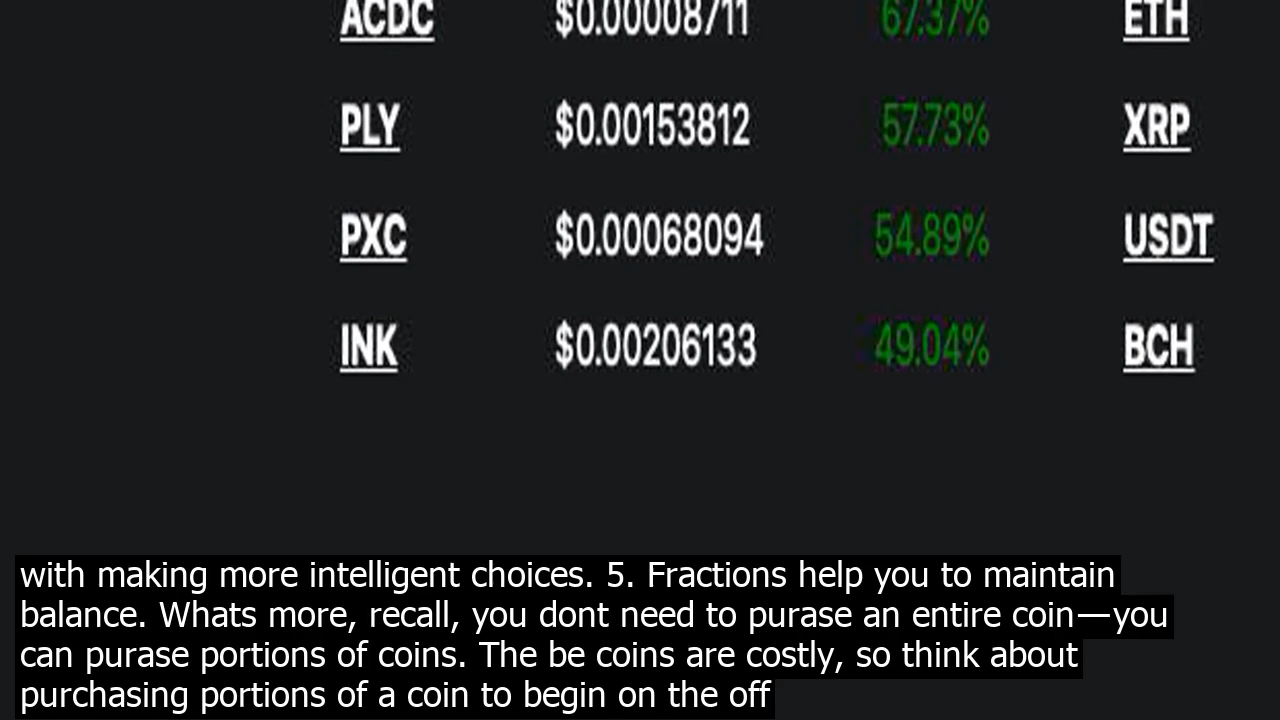 ACDC $0.00008711 67.37% ETH
PLY $0.00153812 57.73% XRP
PXC $0.00068094 54.89% USDT
INK $0.00206133 49.04% BCH
with making more intelligent choices. 5. Fractions help you to maintain
balance. Whats more, recall, you dont need to purase an entire coin—you
can purase portions of coins. The be coins are costly, so think about
purchasing portions of a coin to begin on the off